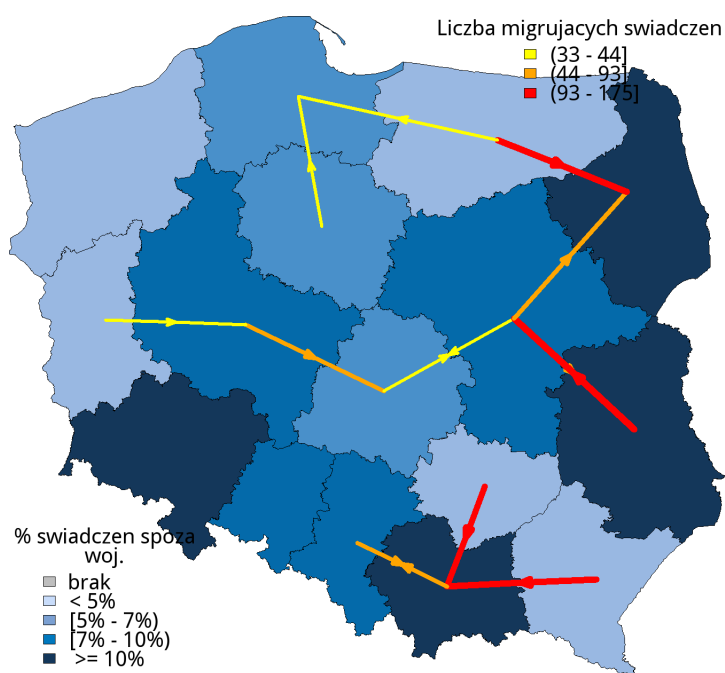 Liczba migrujacych swiadczen
(33 - 44]
(44 - 93]
(93 - 175]
% swiadczen spoza
woj.
brak
< 5%
[5% - 7%)
[7% - 10%)
>= 10%